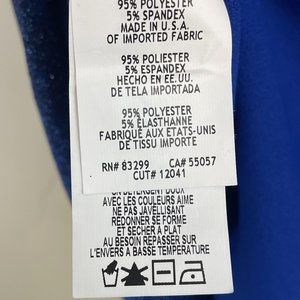 95% POLYESTER
5% SPANDEX
MADE IN U.S.A.
OF IMPORTED FABRIC
95% POLIESTER
5% ESPANDEX
HECHO EN EE.UU.
DE TELA IMPORTADA
95% POLYESTER
5% ÉLASTHANNE
FABRIQUÉ AUX ETATS-UNIS
DE TISSU IMPORTÉ
RN# 83299 CA# 55057
CUT# 12041
UN DETERGENT DOUX
AVEC LES COULEURS AIME
NE PAS JAVELLISANT
REDONNER SE FORME
ET SECHER A PLAT
AU BESOIN REPASSER SUR
L'ENVERS A BASSE TEMPERATURE